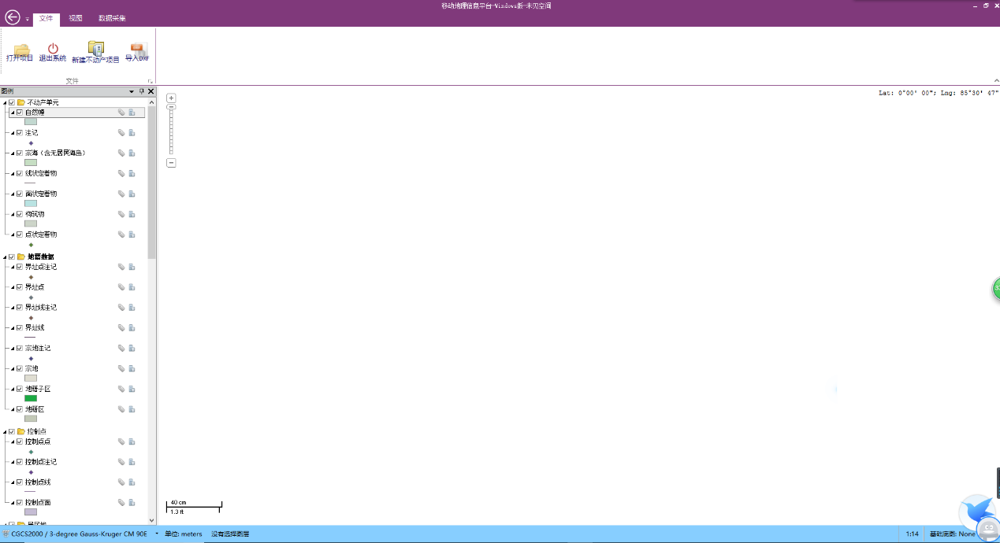 移动地理信息平台-Windows版-未贝空间
文件 视图 数据采集
打开项目 退出系统 新建不动产项目 导入DXF
文件
图例
Lat: 0°00' 00"; Lng: 85°30' 47"
不动产单元
自然幢
注记
宗海（含无居民海岛）
线状定着物
面状定着物
构筑物
点状定着物
地籍数据
界址点注记
界址点
界址线注记
界址线
宗地注记
宗地
地籍子区
地籍区
控制点
控制点点
控制点注记
控制点线
控制点面
居民地
40 cm
1.3 ft
CGCS2000 / 3-degree Gauss-Kruger CM 90E 单位: meters 没有选择图层 1:14 基础底图: None